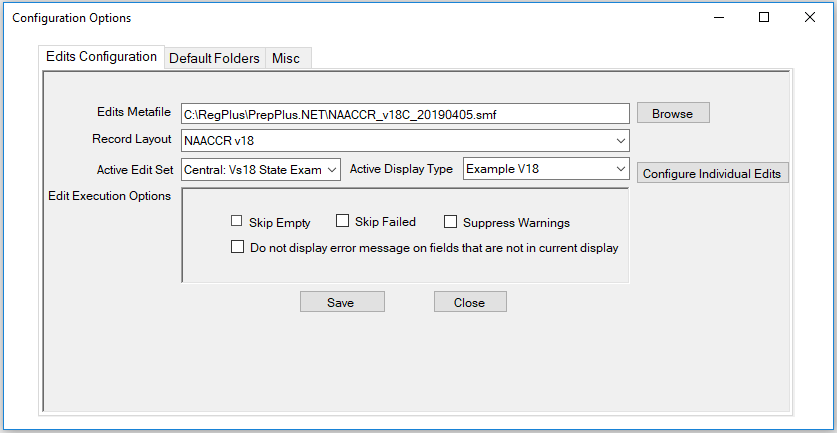 Configuration Options
Edits Configuration Default Folders Misc
Edits Metafile C:\RegPlus\PrepPlus.NET\NAACCR_v18C_20190405.smf Browse
Record Layout NAACCR v18
Active Edit Set Central: Vs18 State Exam Active Display Type Example V18 Configure Individual Edits
Edit Execution Options
Skip Empty Skip Failed Suppress Warnings
Do not display error message on fields that are not in current display
Save Close